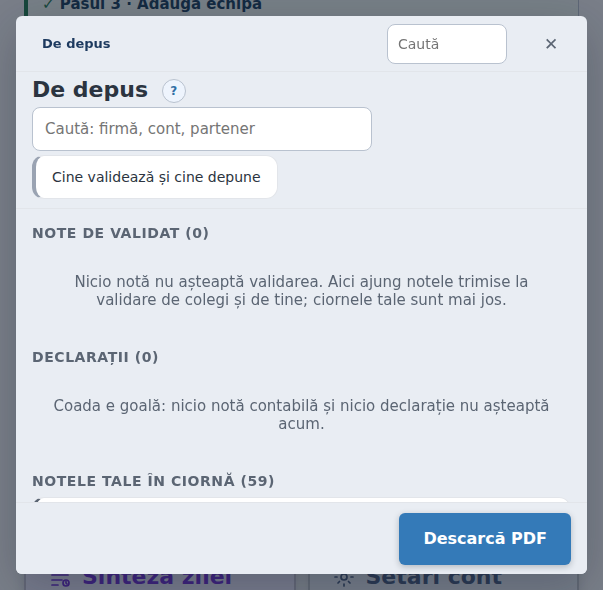 ✓ Pasul 3 · Adaugă echipa
De depus
Caută
✕
De depus ?
Caută: firmă, cont, partener
Cine validează și cine depune
NOTE DE VALIDAT (0)
Nicio notă nu așteaptă validarea. Aici ajung notele trimise la
validare de colegi și de tine; ciornele tale sunt mai jos.
DECLARAȚII (0)
Coada e goală: nicio notă contabilă și nicio declarație nu așteaptă
acum.
NOTELE TALE ÎN CIORNĂ (59)
Descarcă PDF
Sinteza zilei
Setări cont